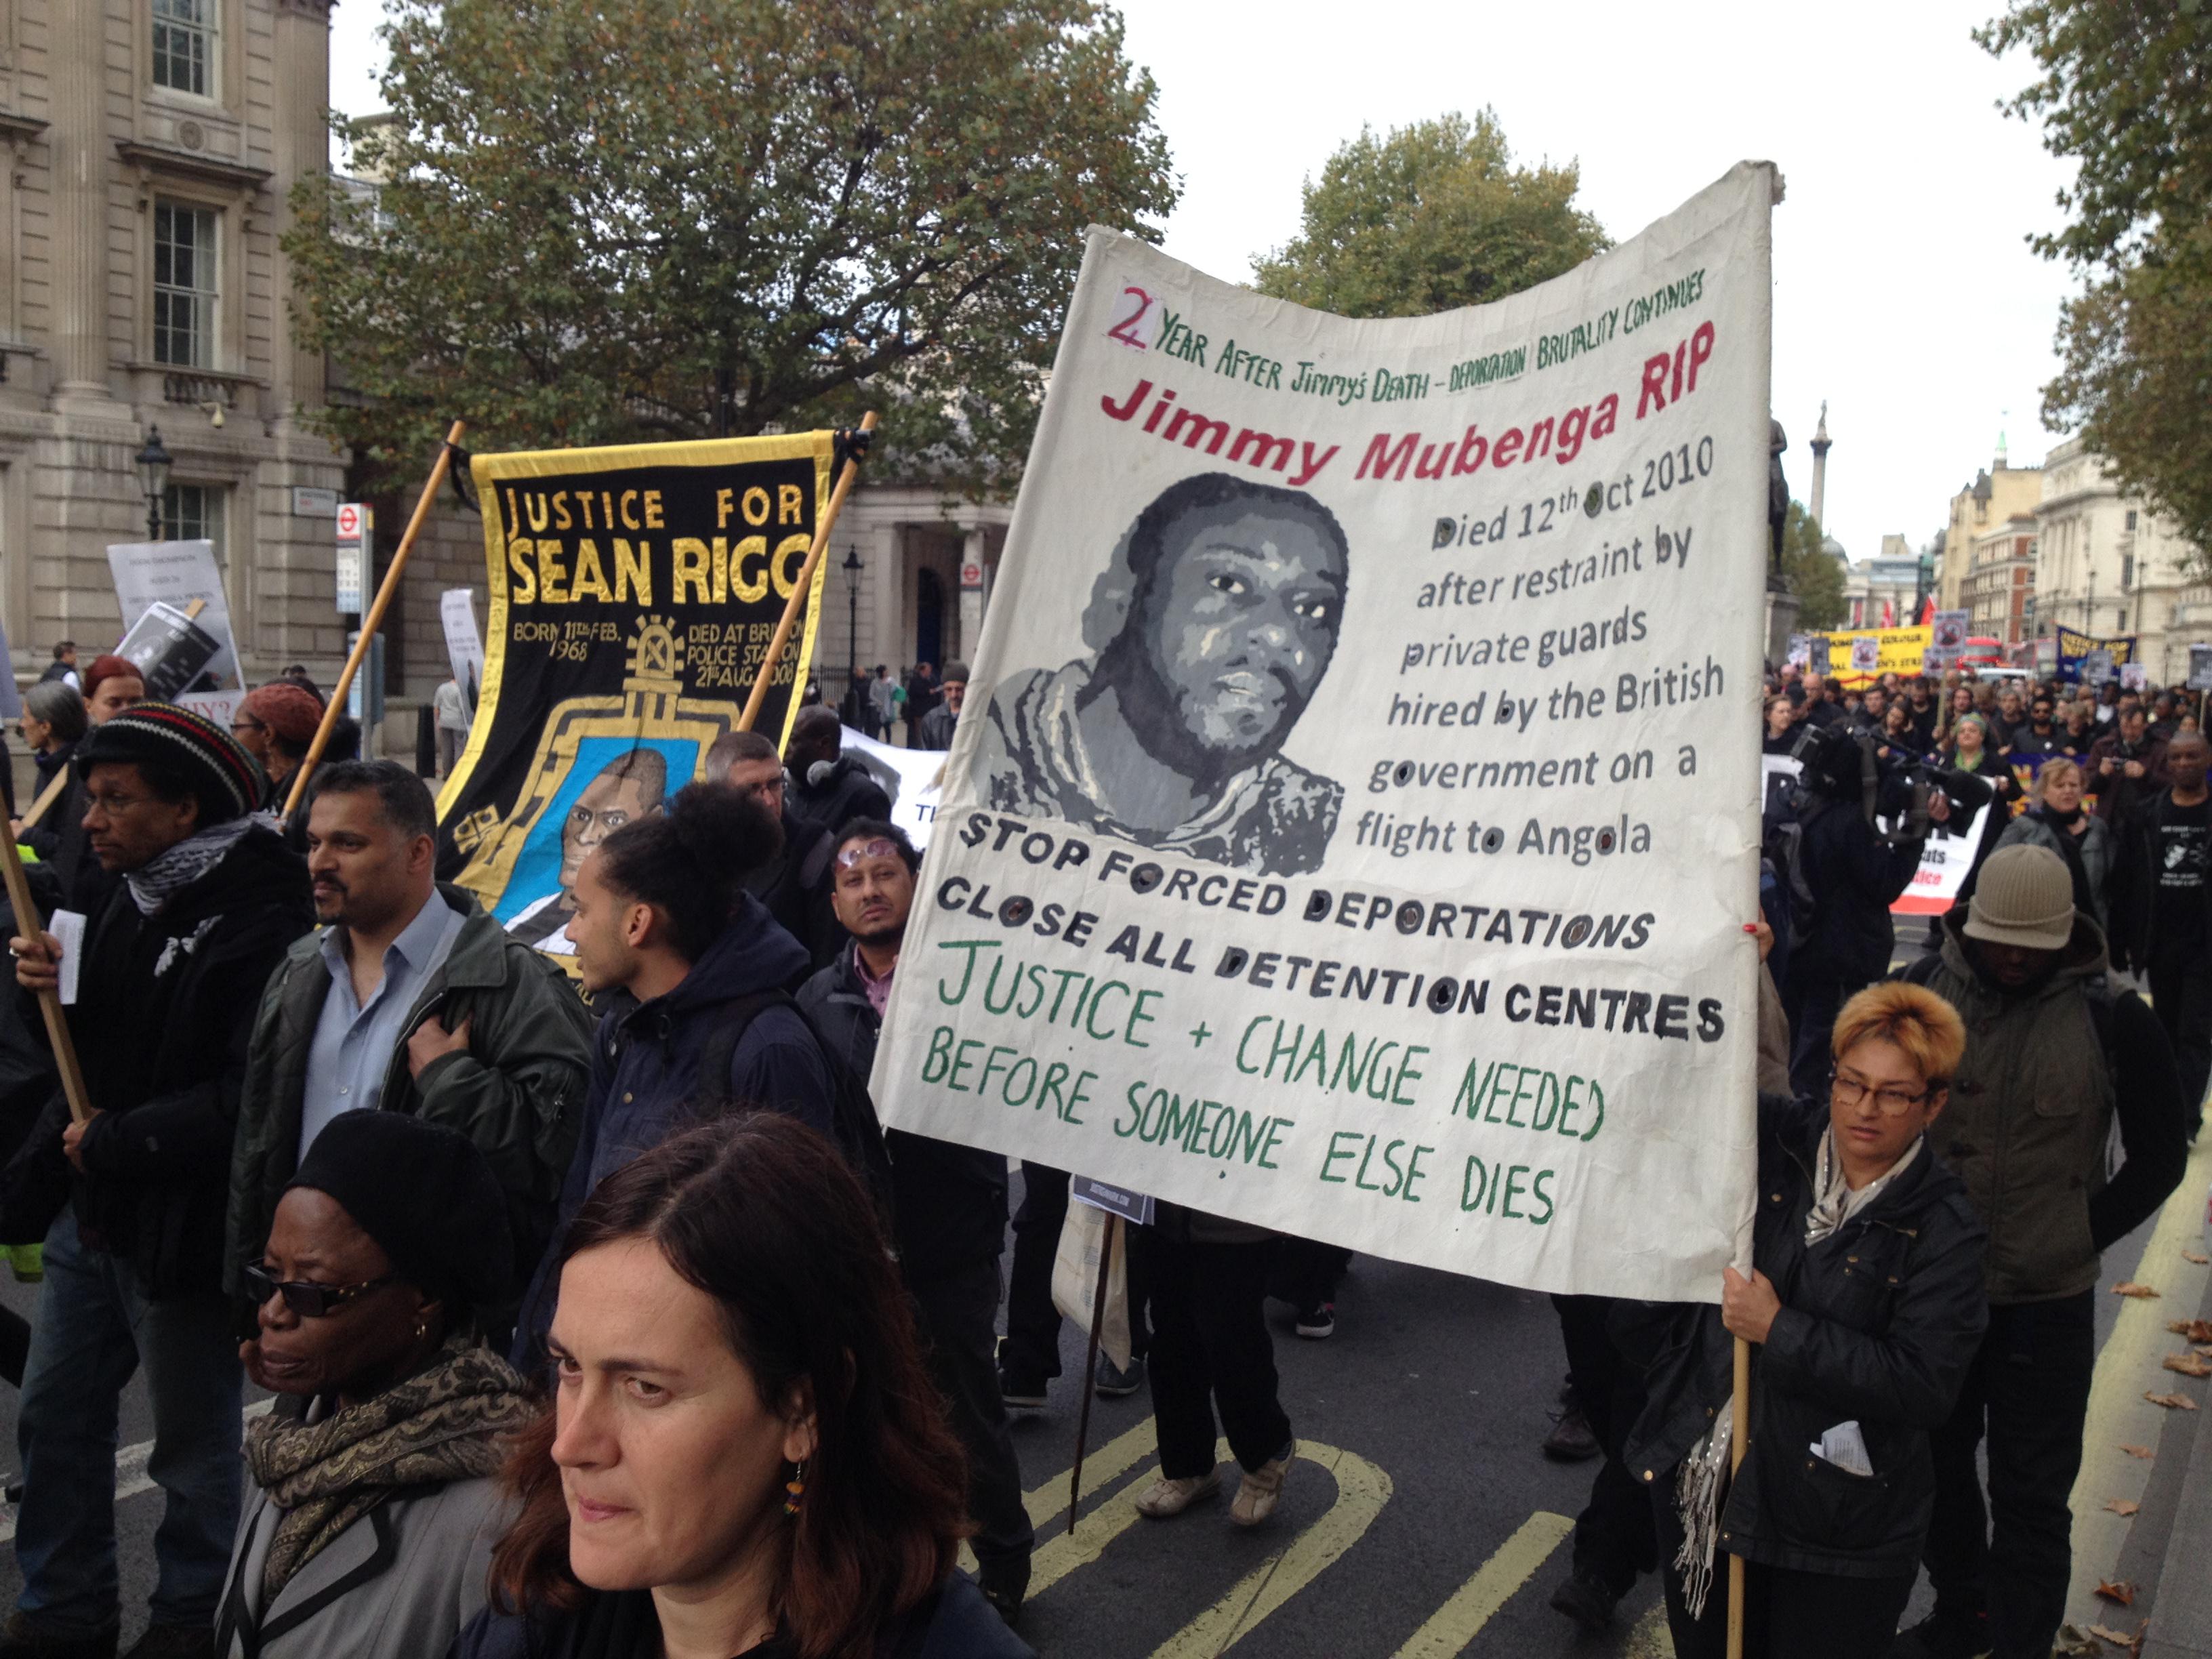 JUSTICE FOR
SEAN RIGG
BORN 11TH FEB.
1968
DIED AT BRIXTON
POLICE STATION
21ST AUG. 2008
2 YEAR AFTER Jimmy's DEATH – DEPORTATION BRUTALITY CONTINUES
Jimmy Mubenga RIP
Died 12th Oct 2010
after restraint by
private guards
hired by the British
government on a
flight to Angola
STOP FORCED DEPORTATIONS
CLOSE ALL DETENTION CENTRES
JUSTICE + CHANGE NEEDED
BEFORE SOMEONE ELSE DIES